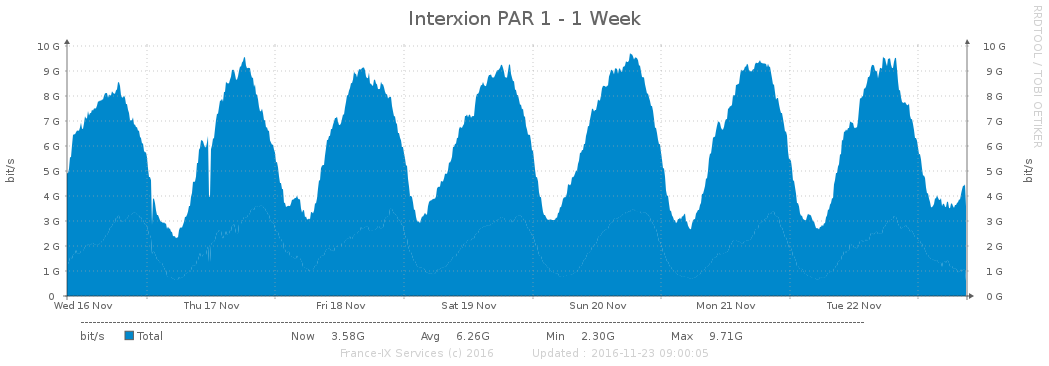 Interxion PAR 1 - 1 Week
RRDTOOL / TOBI OETIKER
bit/s
10 G
9 G
8 G
7 G
6 G
5 G
4 G
3 G
2 G
1 G
0
10 G
9 G
8 G
7 G
6 G
5 G
4 G
3 G
2 G
1 G
0 G
bit/s
Wed 16 Nov Thu 17 Nov Fri 18 Nov Sat 19 Nov Sun 20 Nov Mon 21 Nov Tue 22 Nov
bit/s Total Now 3.58G Avg 6.26G Min 2.30G Max 9.71G
France-IX Services (c) 2016 Updated : 2016-11-23 09:00:05